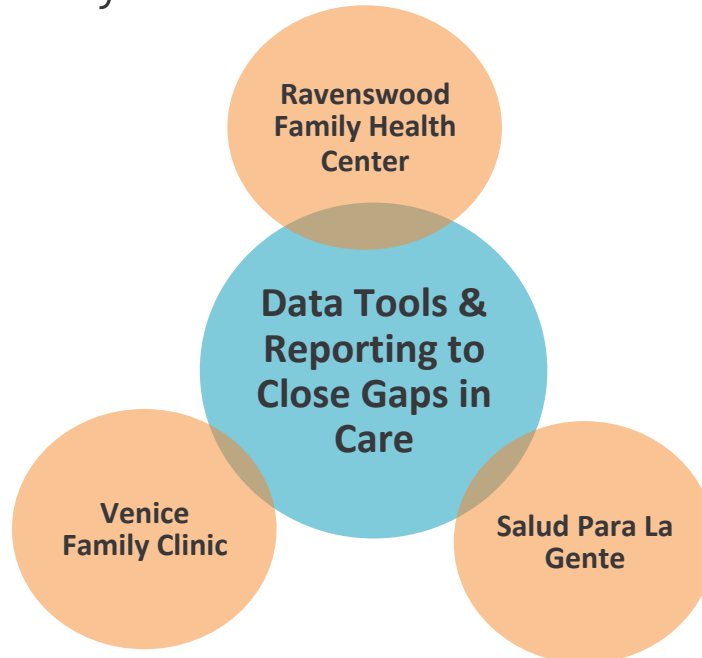 Ravenswood
Family Health
Center
Data Tools &
Reporting to
Close Gaps in
Care
Venice
Family Clinic
Salud Para La
Gente